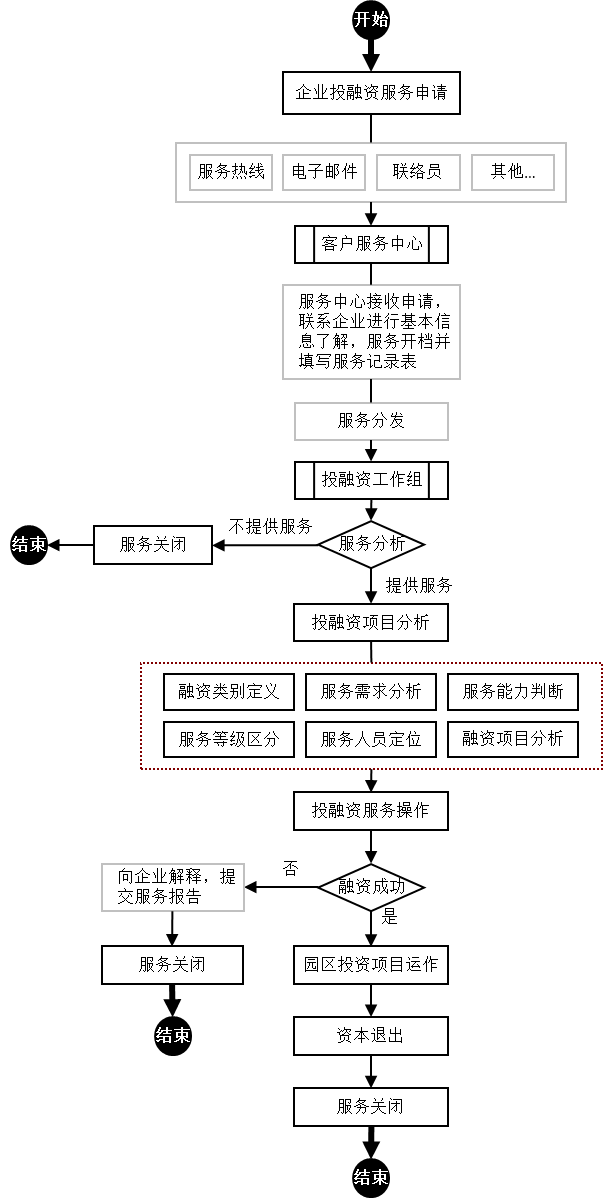 开始
企业投融资服务申请
服务热线
电子邮件
联络员
其他...
客户服务中心
服务中心接收申请，
联系企业进行基本信
息了解，服务开档并
填写服务记录表
服务分发
投融资工作组
服务分析
不提供服务
服务关闭
结束
提供服务
投融资项目分析
融资类别定义
服务需求分析
服务能力判断
服务等级区分
服务人员定位
融资项目分析
投融资服务操作
融资成功
否
向企业解释，提
交服务报告
服务关闭
结束
是
园区投资项目运作
资本退出
服务关闭
结束